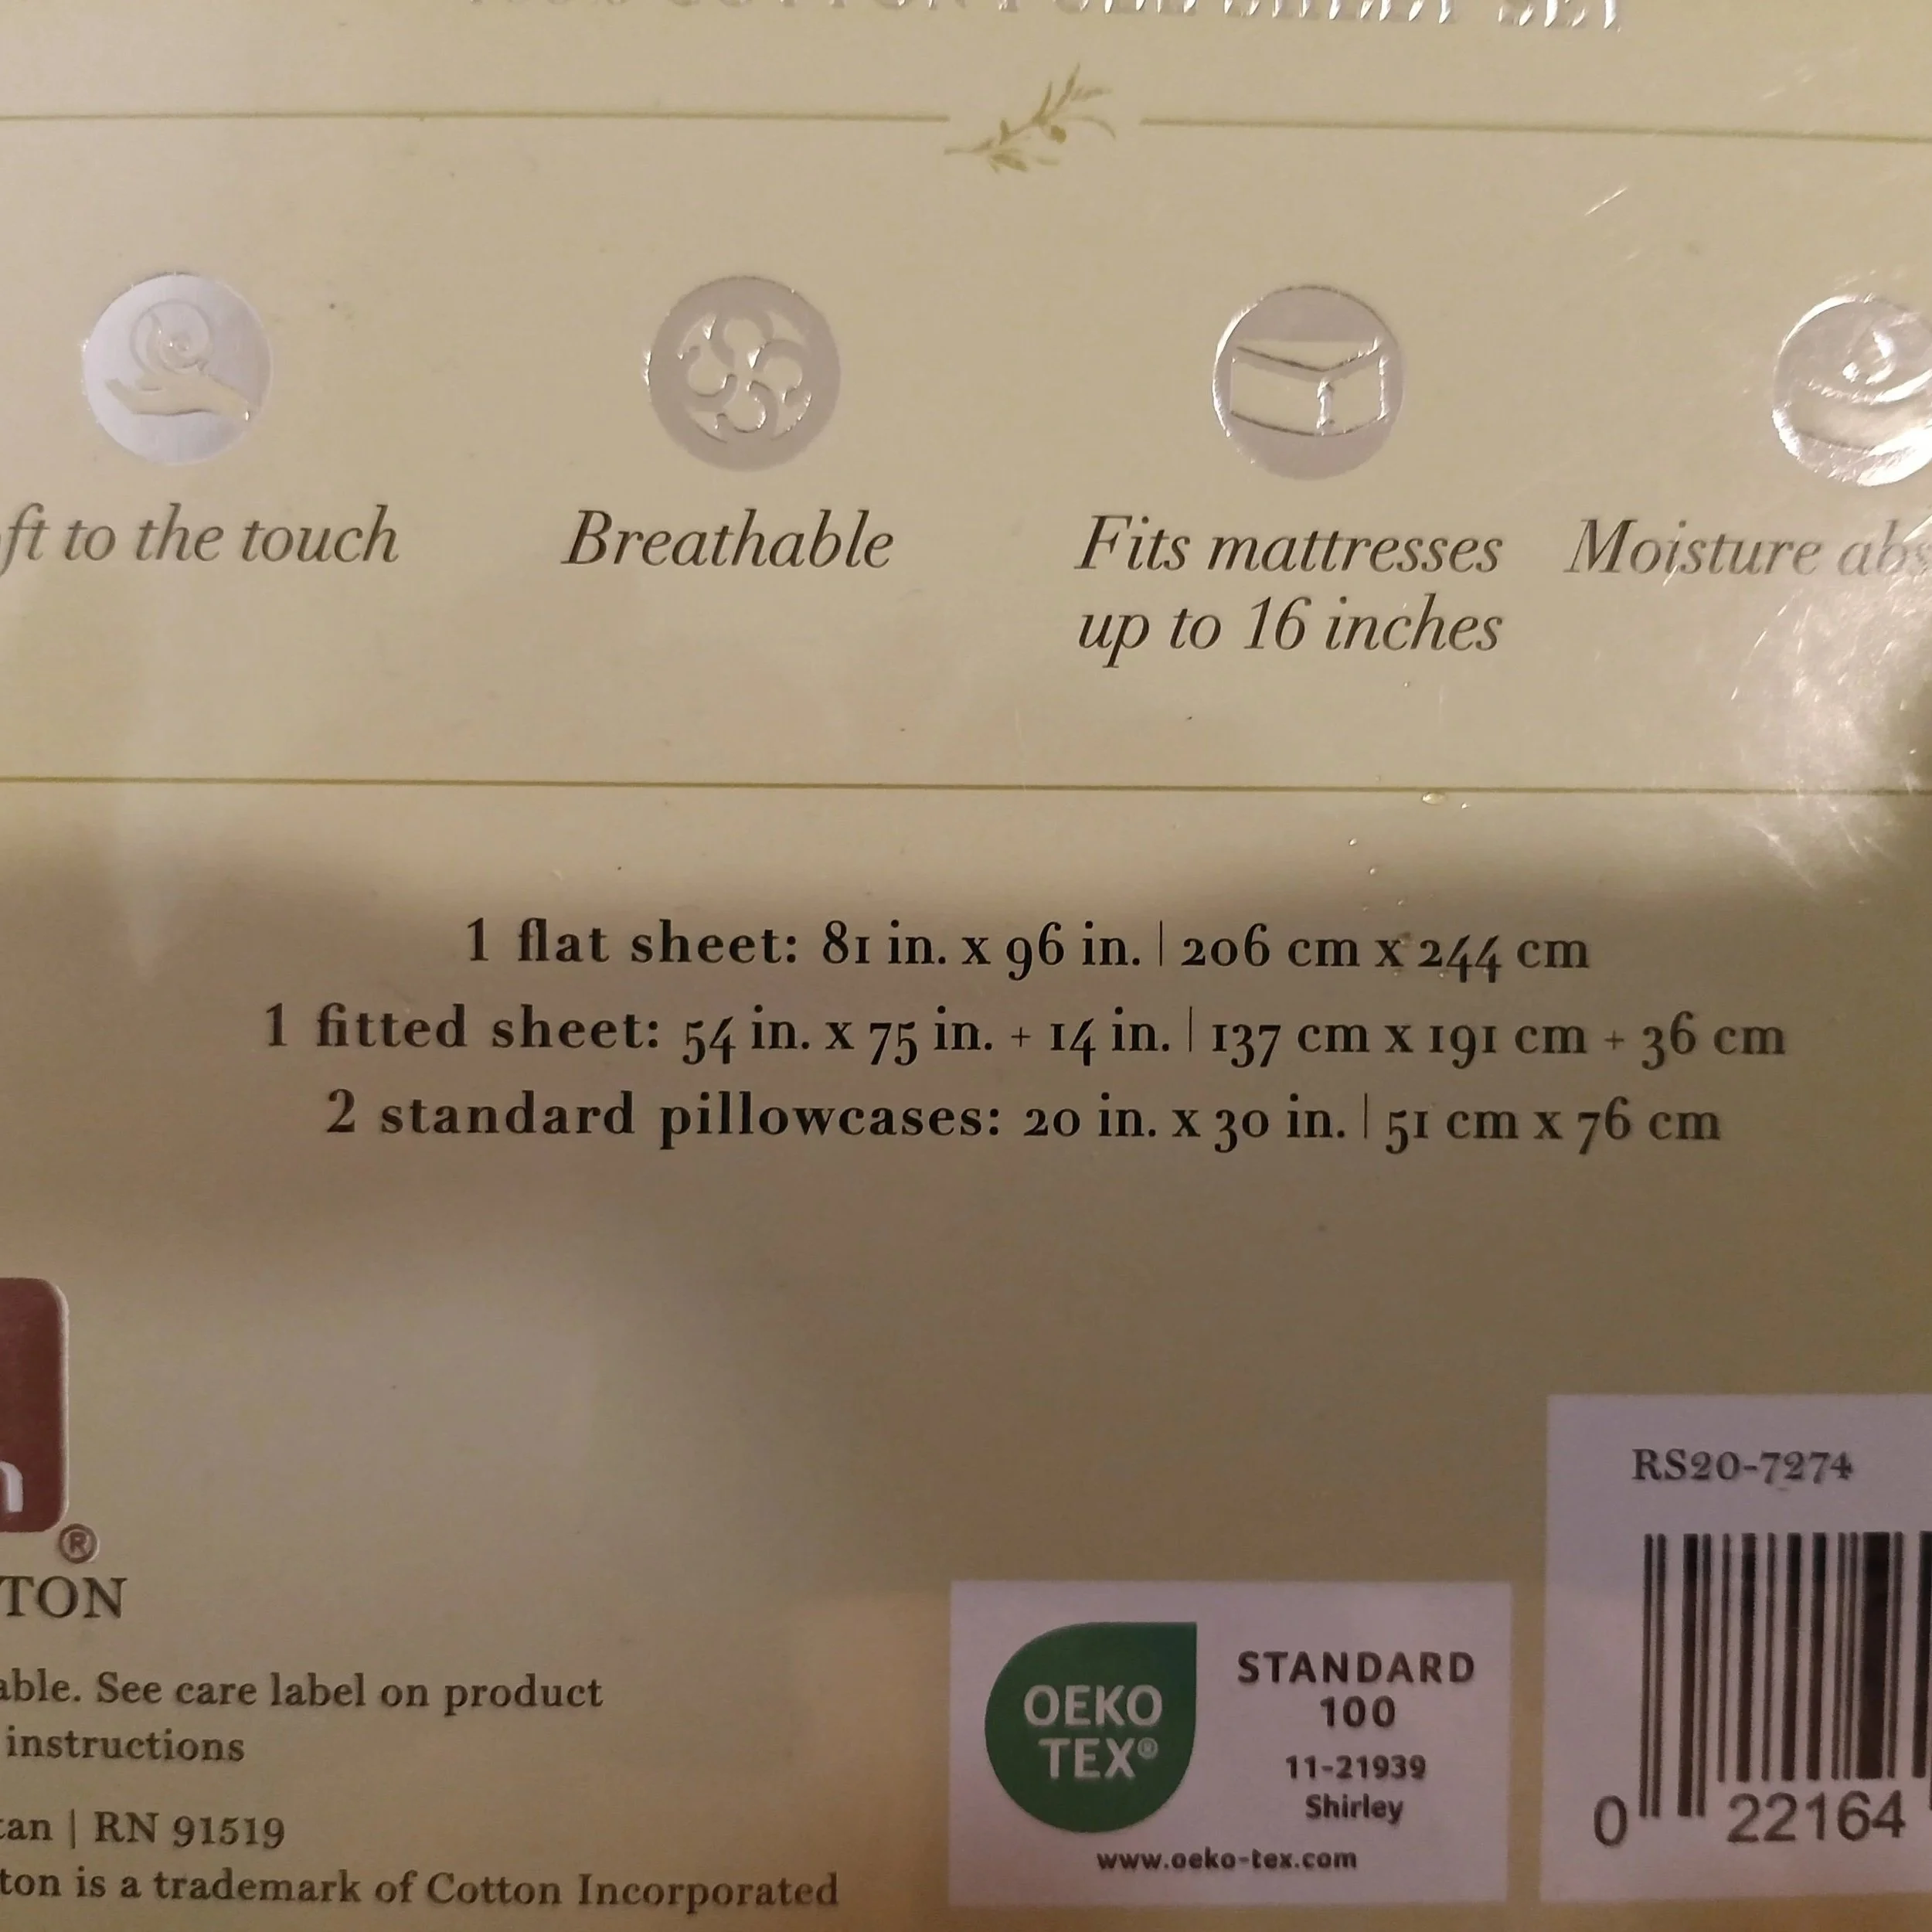 COTTON SET
ft to the touch
Breathable
Fits mattresses
up to 16 inches
Moisture abs
1 flat sheet: 81 in. x 96 in. | 206 cm x 244 cm
1 fitted sheet: 54 in. x 75 in. + 14 in. | 137 cm x 191 cm + 36 cm
2 standard pillowcases: 20 in. x 30 in. | 51 cm x 76 cm
®
TON
able. See care label on product
instructions
tan | RN 91519
ton is a trademark of Cotton Incorporated
OEKO
TEX®
STANDARD
100
11-21939
Shirley
www.oeko-tex.com
RS20-7274
0 22164